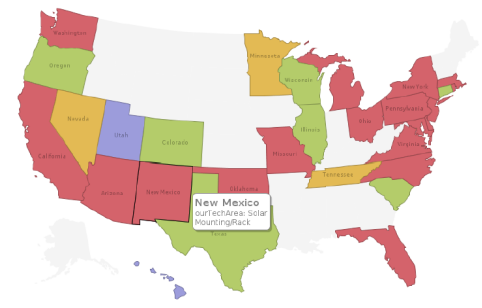 Washington
Oregon
Minnesota
Wisconsin
Nevada
Utah
Colorado
California
Illinois
Ohio
New York
Pennsylvania
Virginia
Missouri
Tennessee
Arizona
New Mexico
Oklahoma
New Mexico
ourTechArea: Solar
Mounting/Rack
Texas